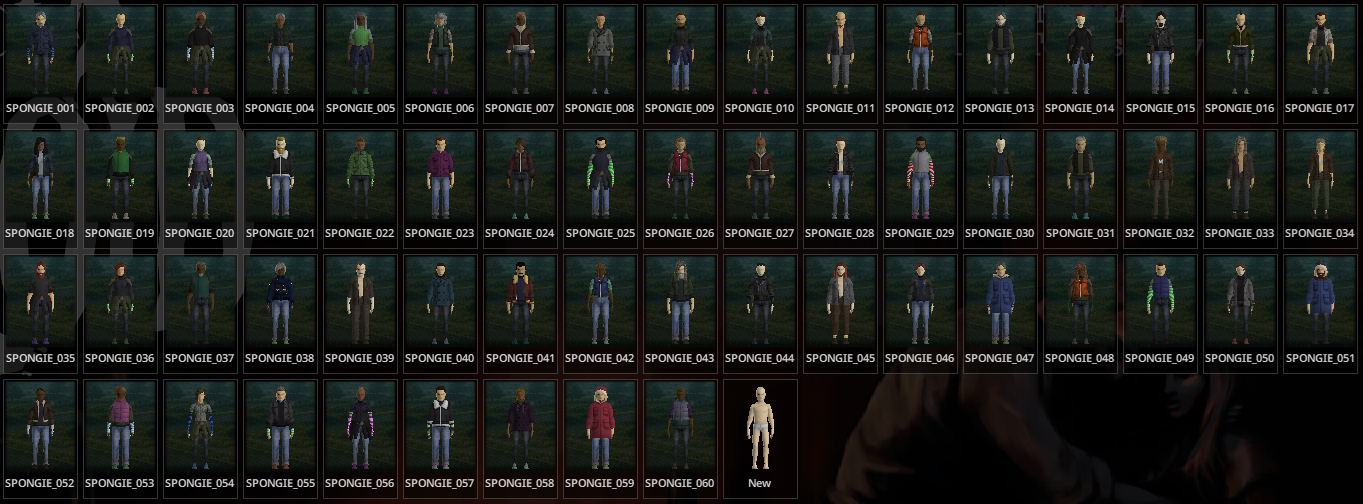 SPONGIE_001 SPONGIE_002 SPONGIE_003 SPONGIE_004 SPONGIE_005 SPONGIE_006 SPONGIE_007 SPONGIE_008 SPONGIE_009 SPONGIE_010 SPONGIE_011 SPONGIE_012 SPONGIE_013 SPONGIE_014 SPONGIE_015 SPONGIE_016 SPONGIE_017
SPONGIE_018 SPONGIE_019 SPONGIE_020 SPONGIE_021 SPONGIE_022 SPONGIE_023 SPONGIE_024 SPONGIE_025 SPONGIE_026 SPONGIE_027 SPONGIE_028 SPONGIE_029 SPONGIE_030 SPONGIE_031 SPONGIE_032 SPONGIE_033 SPONGIE_034
SPONGIE_035 SPONGIE_036 SPONGIE_037 SPONGIE_038 SPONGIE_039 SPONGIE_040 SPONGIE_041 SPONGIE_042 SPONGIE_043 SPONGIE_044 SPONGIE_045 SPONGIE_046 SPONGIE_047 SPONGIE_048 SPONGIE_049 SPONGIE_050 SPONGIE_051
SPONGIE_052 SPONGIE_053 SPONGIE_054 SPONGIE_055 SPONGIE_056 SPONGIE_057 SPONGIE_058 SPONGIE_059 SPONGIE_060 New